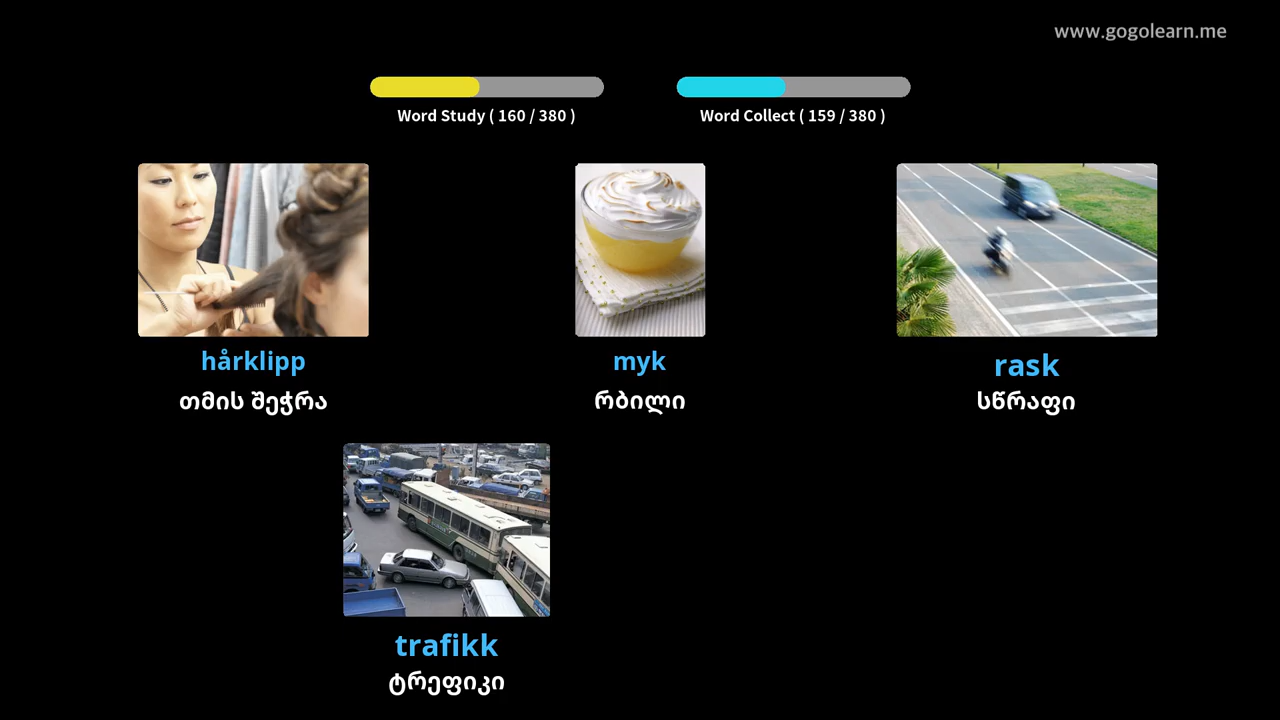 www.gogolearn.me
Word Study ( 160 / 380 )
Word Collect ( 159 / 380 )
hårklipp
თმის შეჭრა
myk
რბილი
rask
სწრაფი
trafikk
ტრეფიკი